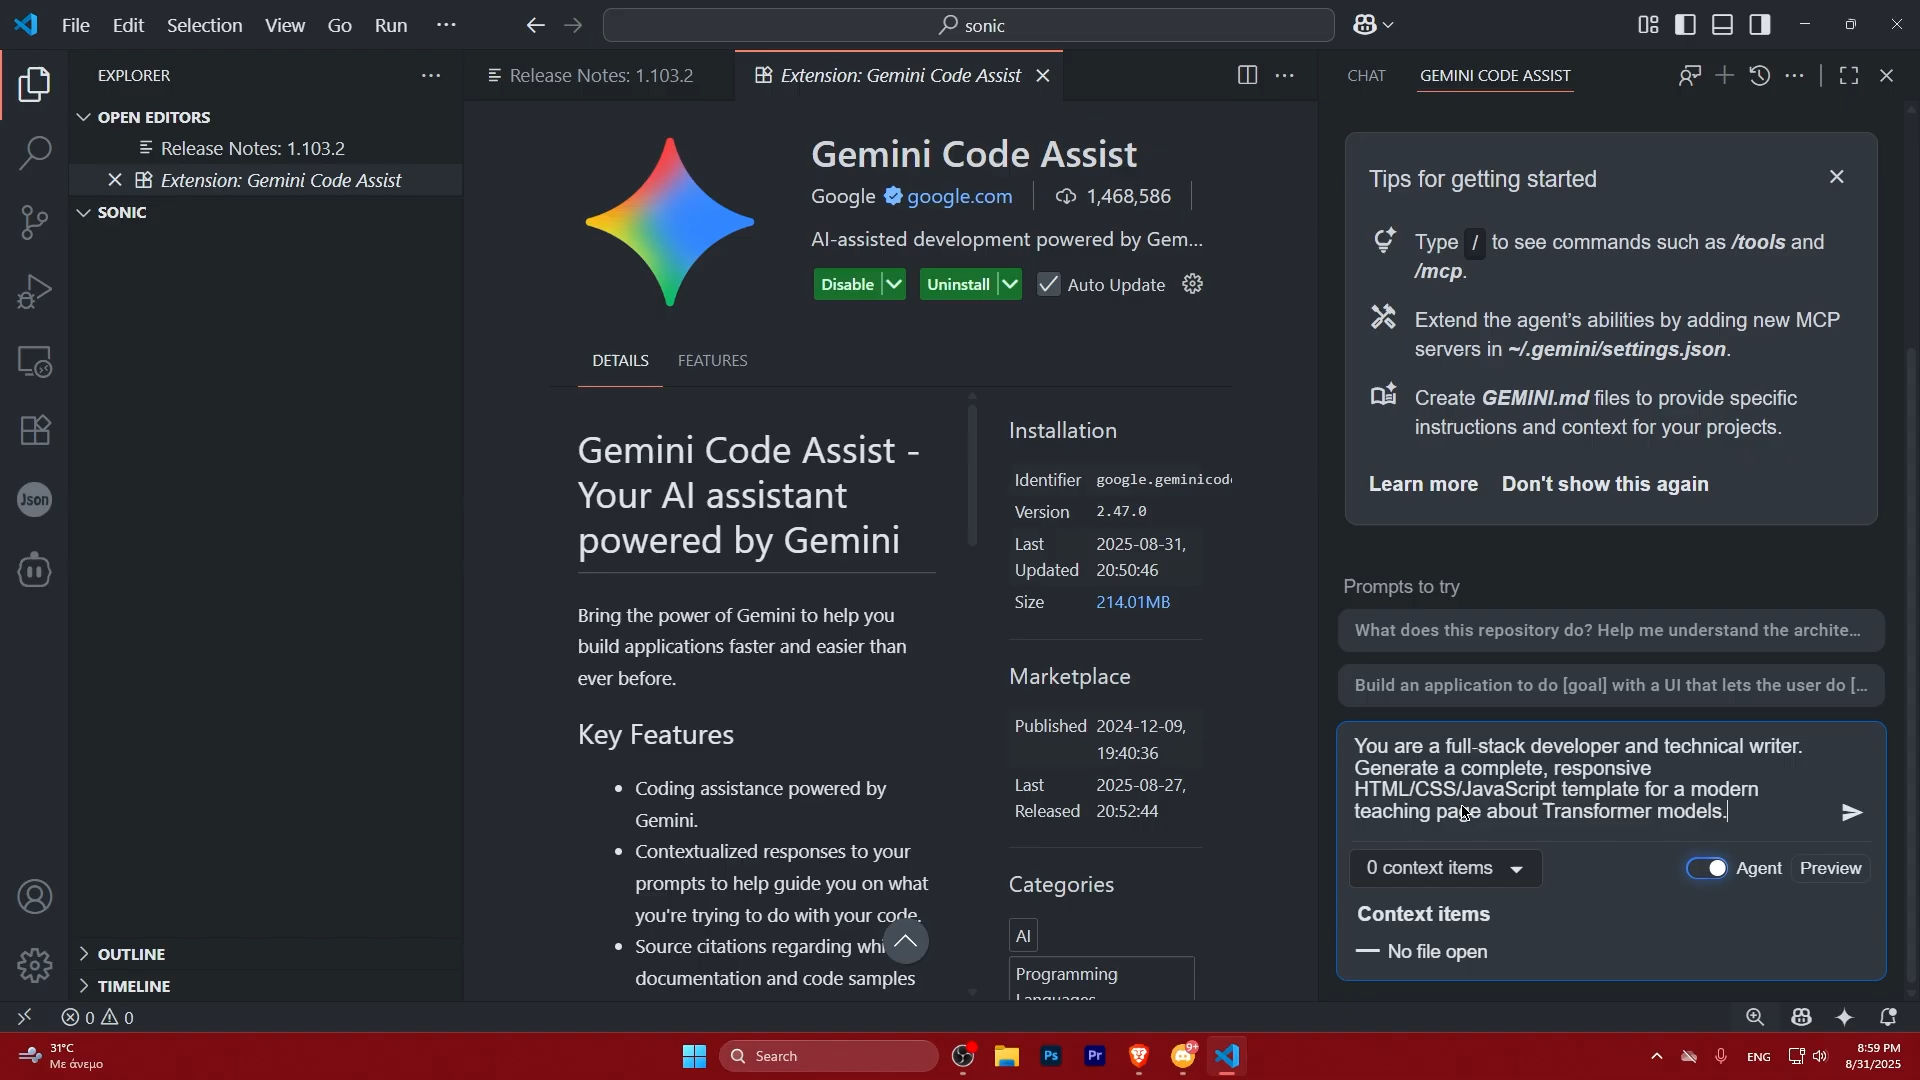 File Edit Selection View Go Run ···
sonic
EXPLORER
OPEN EDITORS
Release Notes: 1.103.2
Extension: Gemini Code Assist
SONIC
OUTLINE
TIMELINE
Json
Release Notes: 1.103.2
Extension: Gemini Code Assist
Gemini Code Assist
Google google.com 1,468,586
AI-assisted development powered by Gem...
Disable Uninstall Auto Update
DETAILS FEATURES
Gemini Code Assist -
Your AI assistant
powered by Gemini
Bring the power of Gemini to help you
build applications faster and easier than
ever before.
Key Features
Coding assistance powered by
Gemini.
Contextualized responses to your
prompts to help guide you on what
you're trying to do with your code.
Source citations regarding whi
documentation and code samples
Installation
Identifier google.geminicod
Version 2.47.0
Last 2025-08-31,
Updated 20:50:46
Size 214.01MB
Marketplace
Published 2024-12-09,
19:40:36
Last 2025-08-27,
Released 20:52:44
Categories
AI
Programming
CHAT GEMINI CODE ASSIST
Tips for getting started
Type / to see commands such as /tools and
/mcp.
Extend the agent's abilities by adding new MCP
servers in ~/.gemini/settings.json.
Create GEMINI.md files to provide specific
instructions and context for your projects.
Learn more Don't show this again
Prompts to try
What does this repository do? Help me understand the archite...
Build an application to do [goal] with a UI that lets the user do [...
You are a full-stack developer and technical writer.
Generate a complete, responsive
HTML/CSS/JavaScript template for a modern
teaching page about Transformer models.
0 context items Agent Preview
Context items
No file open
0 0
31°C
Με άνεμο
Search
Ps
Pr
9+
ENG
8:59 PM
8/31/2025